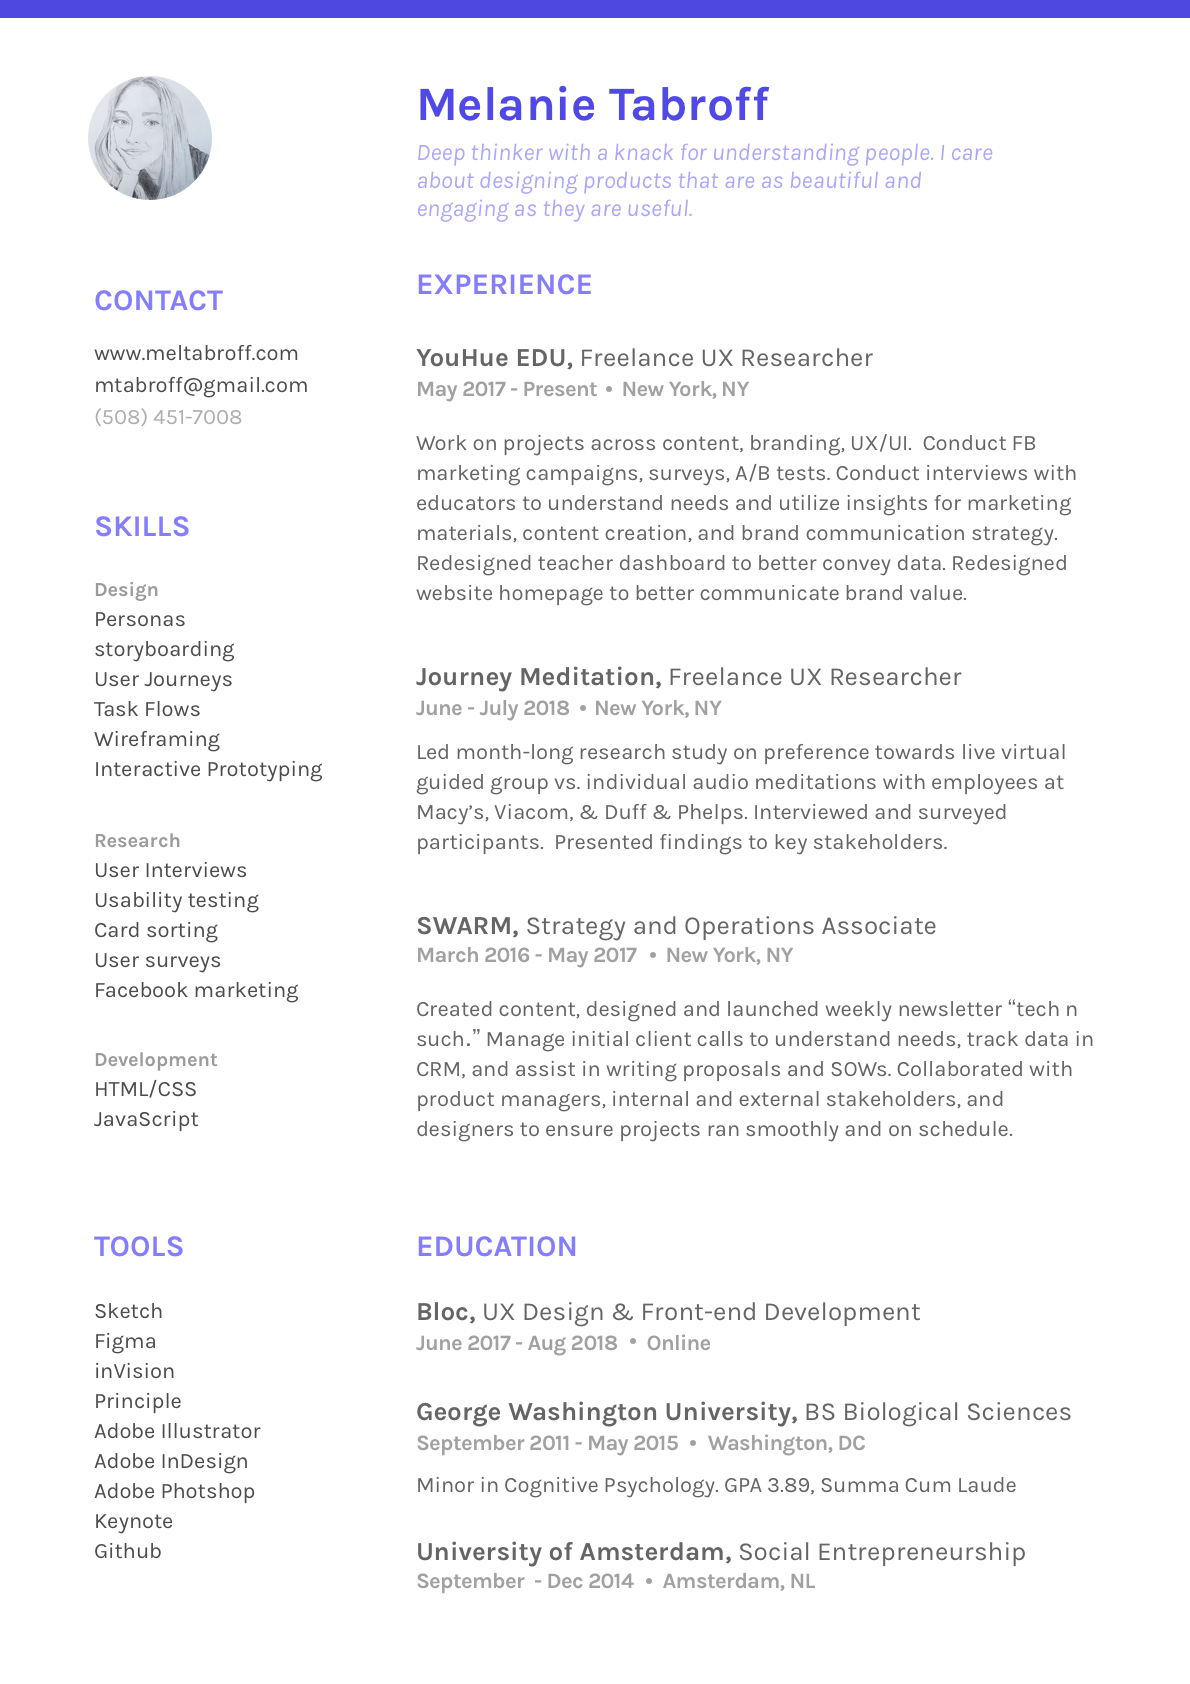 Melanie Tabroff
Deep thinker with a knack for understanding people. I care
about designing products that are as beautiful and
engaging as they are useful.
CONTACT
www.meltabroff.com
mtabroff@gmail.com
(508) 451-7008
SKILLS
Design
Personas
storyboarding
User Journeys
Task Flows
Wireframing
Interactive Prototyping
Research
User Interviews
Usability testing
Card sorting
User surveys
Facebook marketing
Development
HTML/CSS
JavaScript
TOOLS
Sketch
Figma
inVision
Principle
Adobe Illustrator
Adobe InDesign
Adobe Photshop
Keynote
Github
EXPERIENCE
YouHue EDU, Freelance UX Researcher
May 2017 - Present • New York, NY
Work on projects across content, branding, UX/UI.  Conduct FB
marketing campaigns, surveys, A/B tests. Conduct interviews with
educators to understand needs and utilize insights for marketing
materials, content creation, and brand communication strategy.
Redesigned teacher dashboard to better convey data. Redesigned
website homepage to better communicate brand value.
Journey Meditation, Freelance UX Researcher
June - July 2018 • New York, NY
Led month-long research study on preference towards live virtual
guided group vs. individual audio meditations with employees at
Macy’s, Viacom, & Duff & Phelps. Interviewed and surveyed
participants.  Presented findings to key stakeholders.
SWARM, Strategy and Operations Associate
March 2016 - May 2017 • New York, NY
Created content, designed and launched weekly newsletter “tech n
such.” Manage initial client calls to understand needs, track data in
CRM, and assist in writing proposals and SOWs. Collaborated with
product managers, internal and external stakeholders, and
designers to ensure projects ran smoothly and on schedule.
EDUCATION
Bloc, UX Design & Front-end Development
June 2017 - Aug 2018 • Online
George Washington University, BS Biological Sciences
September 2011 - May 2015 • Washington, DC
Minor in Cognitive Psychology. GPA 3.89, Summa Cum Laude
University of Amsterdam, Social Entrepreneurship
September  - Dec 2014 • Amsterdam, NL